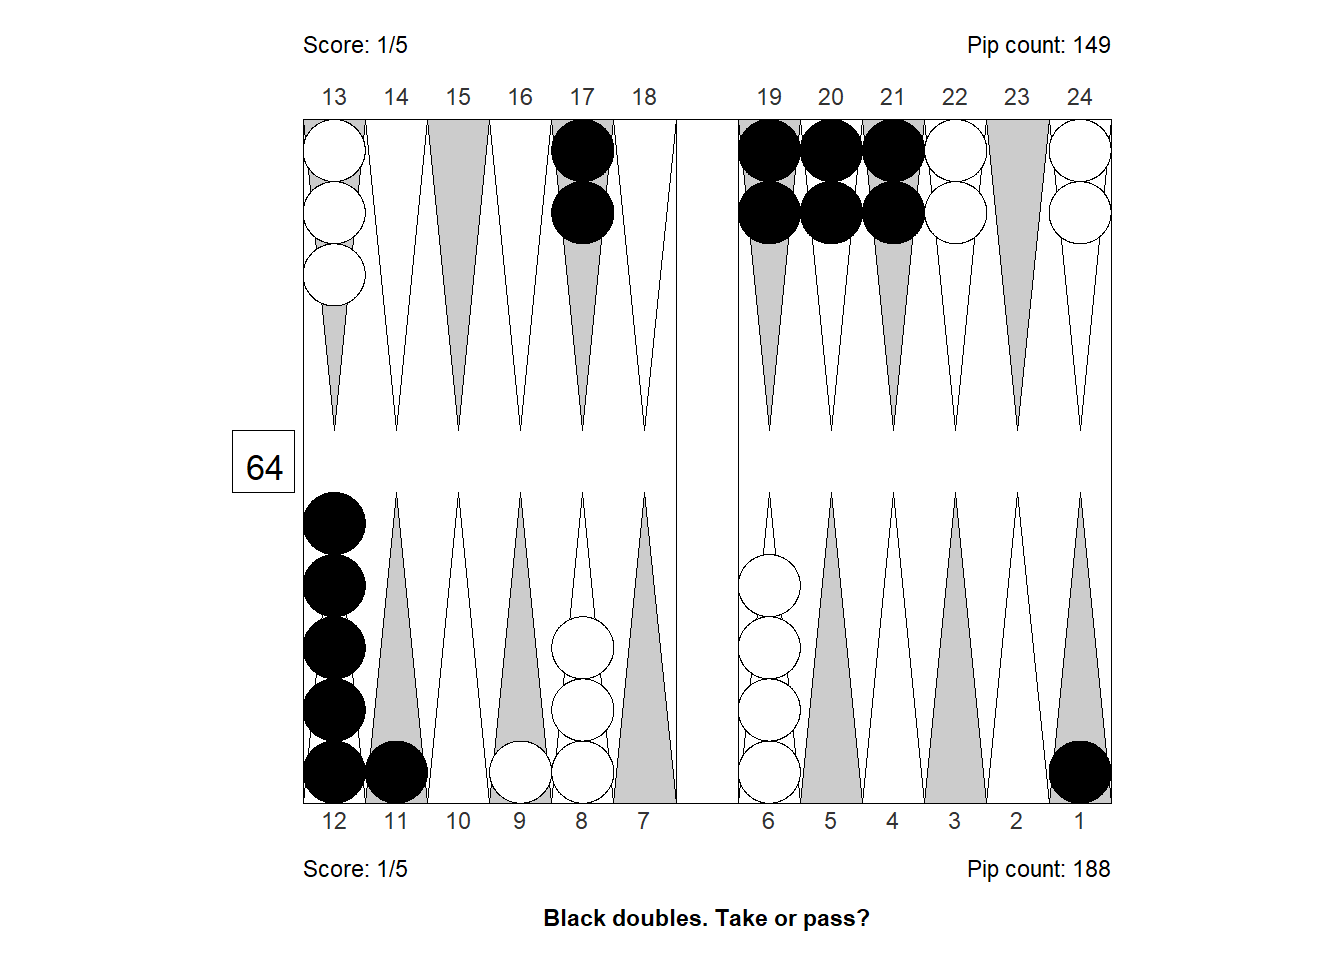 Score: 1/5 Pip count: 149
13 14 15 16 17 18 19 20 21 22 23 24
64
12 11 10 9 8 7 6 5 4 3 2 1
Score: 1/5 Pip count: 188
Black doubles. Take or pass?